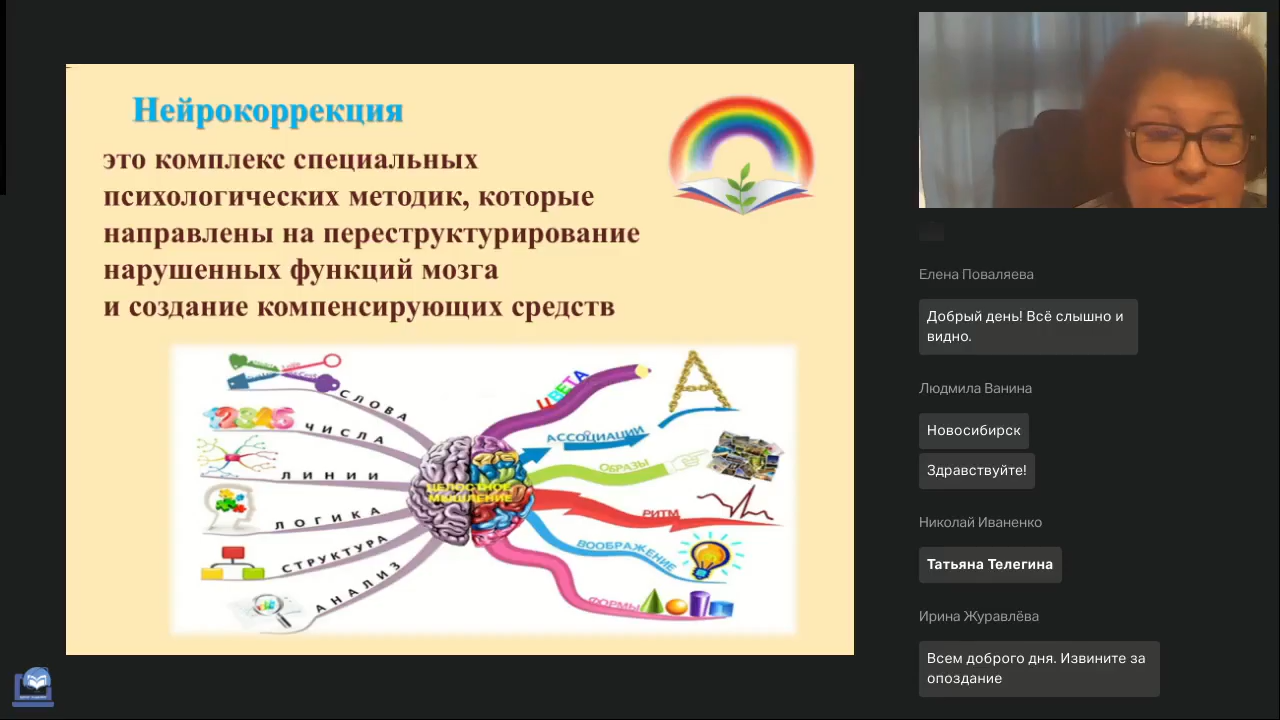 Нейрокоррекция
это комплекс специальных
психологических методик, которые
направлены на переструктурирование
нарушенных функций мозга
и создание компенсирующих средств
СЛОВА
ЧИСЛА
ЛИНИИ
ЛОГИКА
СТРУКТУРА
АНАЛИЗ
ЦЕЛОСТНОЕ
МЫШЛЕНИЕ
ЦВЕТА
А
АССОЦИАЦИИ
ОБРАЗЫ
РИТМ
ВООБРАЖЕНИЕ
ФОРМЫ
Елена Поваляева
Добрый день! Всё слышно и
видно.
Людмила Ванина
Новосибирск
Здравствуйте!
Николай Иваненко
Татьяна Телегина
Ирина Журавлёва
Всем доброго дня. Извините за
опоздание